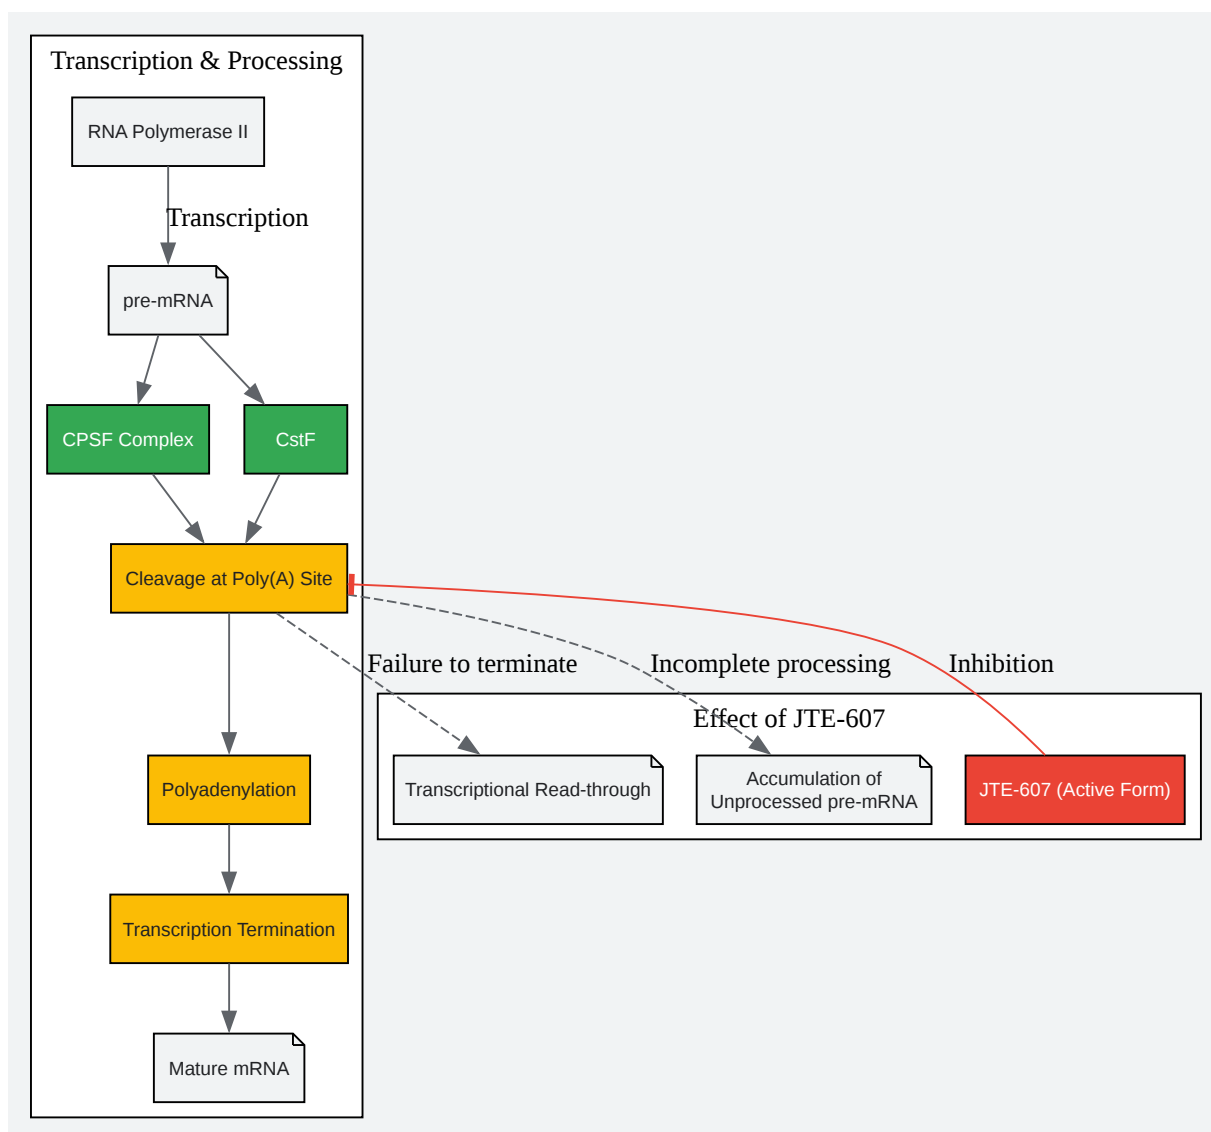 Transcription & Processing
RNA Polymerase II
Transcription
pre-mRNA
CPSF Complex
CstF
Cleavage at Poly(A) Site
Failure to terminate
Incomplete processing
Inhibition
Effect of JTE-607
Transcriptional Read-through
Accumulation of
Unprocessed pre-mRNA
JTE-607 (Active Form)
Polyadenylation
Transcription Termination
Mature mRNA